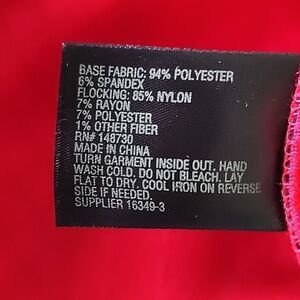 BASE FABRIC: 94% POLYESTER
6% SPANDEX
FLOCKING: 85% NYLON
7% RAYON
7% POLYESTER
1% OTHER FIBER
RN# 148730
MADE IN CHINA
TURN GARMENT INSIDE OUT. HAND
WASH COLD. DO NOT BLEACH. LAY
FLAT TO DRY. COOL IRON ON REVERSE
SIDE IF NEEDED.
SUPPLIER 16349-3